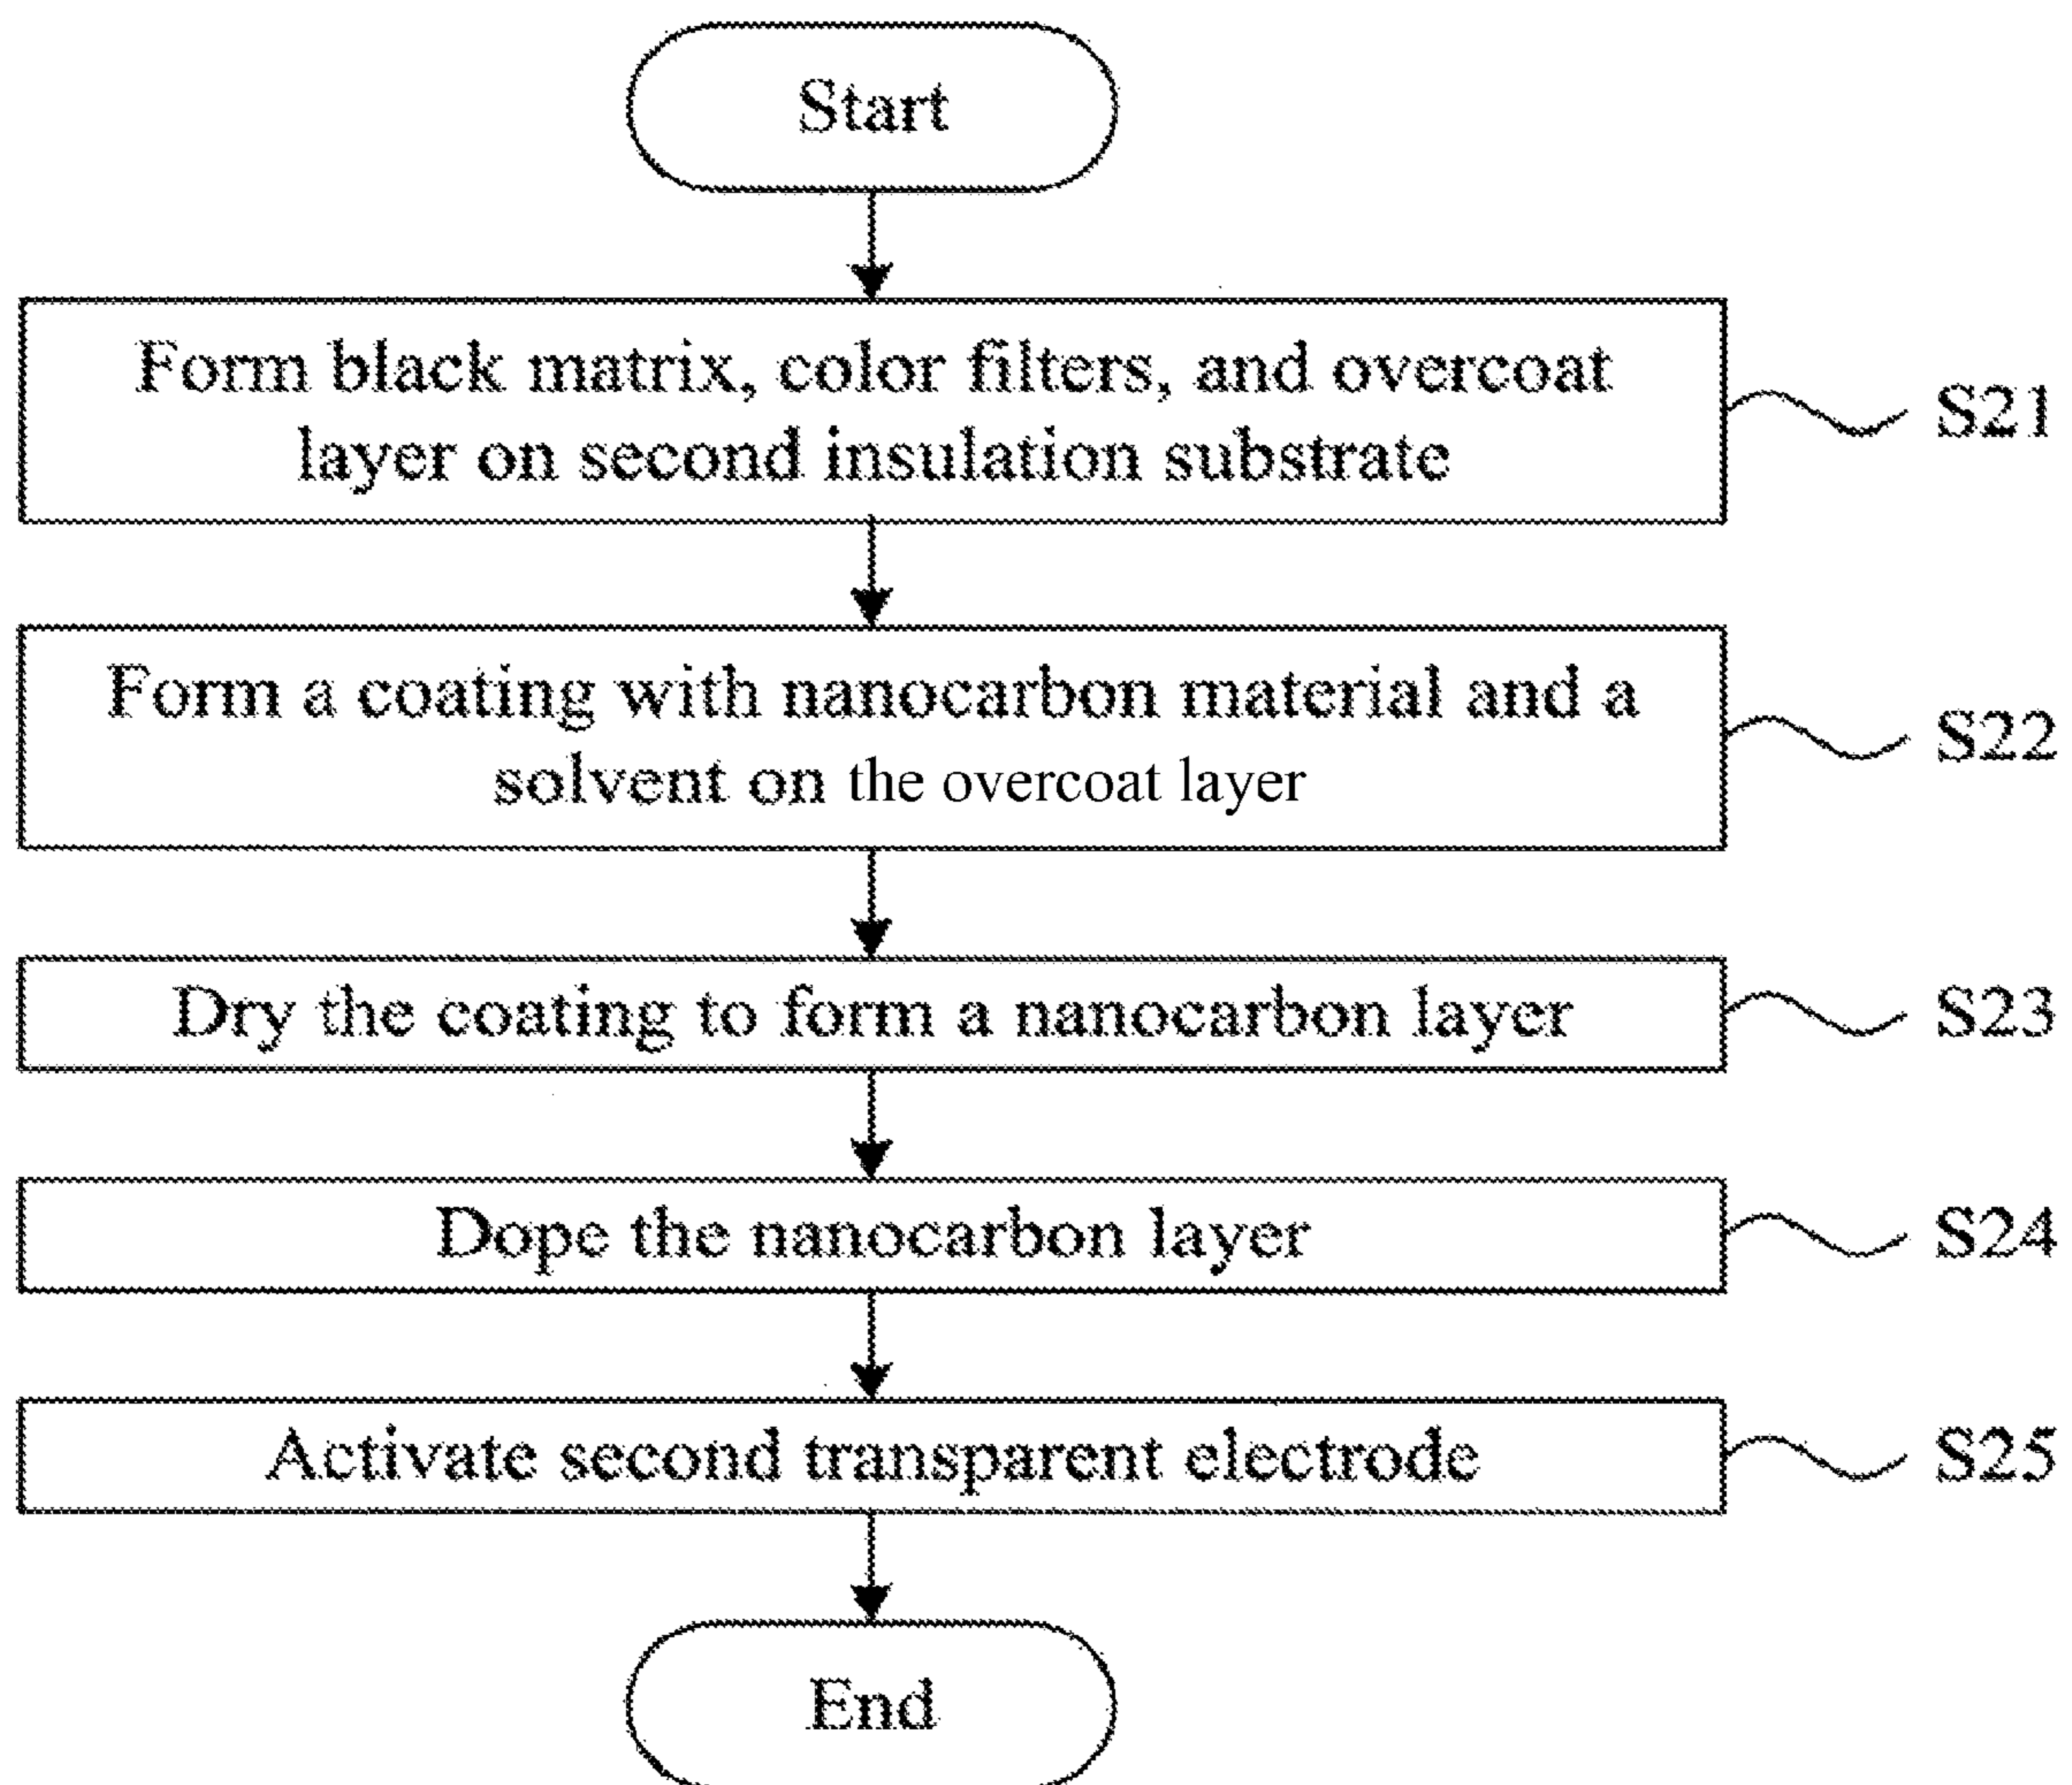 Start
Form black matrix, color filters, and overcoat
layer on second insulation substrate
S21
Form a coating with nanocarbon material and a
solvent on the overcoat layer
S22
Dry the coating to form a nanocarbon layer
S23
Dope the nanocarbon layer
S24
Activate second transparent electrode
S25
End